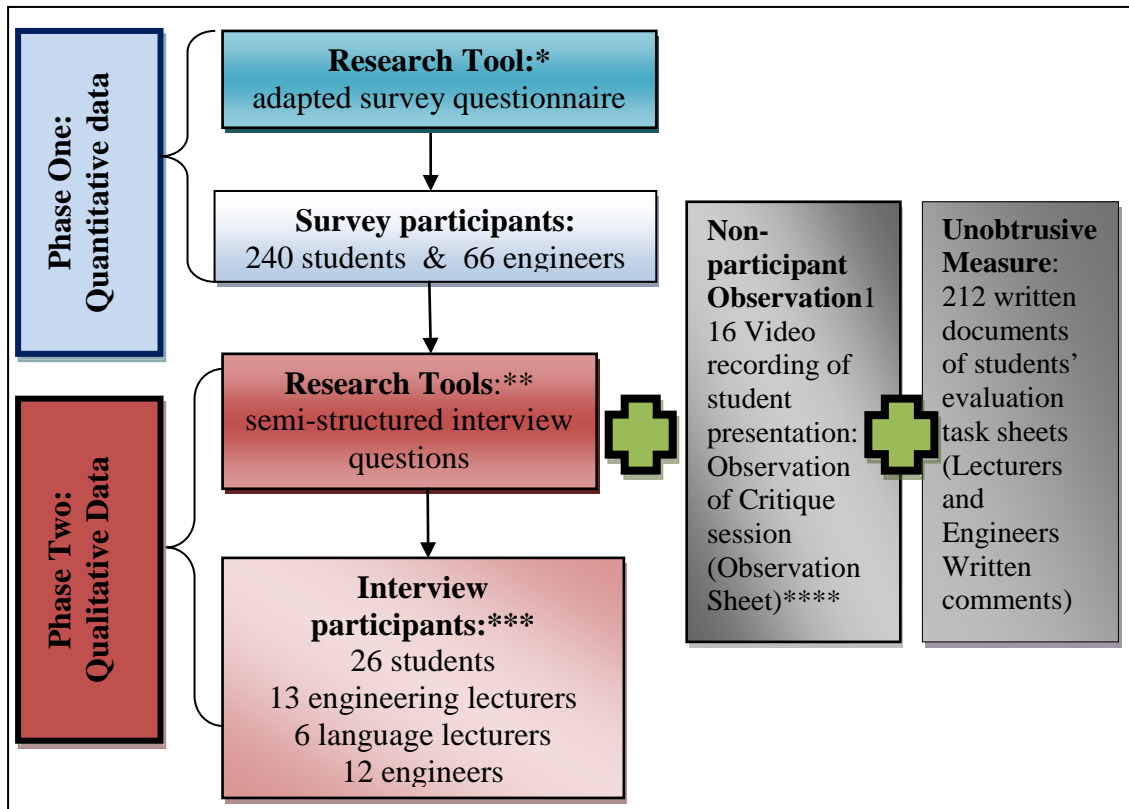 Phase One:
Quantitative data
Research Tool:*
adapted survey questionnaire
Survey participants:
240 students & 66 engineers
Phase Two:
Qualitative Data
Research Tools:**
semi-structured interview
questions
Interview
participants:***
26 students
13 engineering lecturers
6 language lecturers
12 engineers
Non-
participant
Observation1
16 Video
recording of
student
presentation:
Observation
of Critique
session
(Observation
Sheet)****
Unobtrusive
Measure:
212 written
documents
of students’
evaluation
task sheets
(Lecturers
and
Engineers
Written
comments)